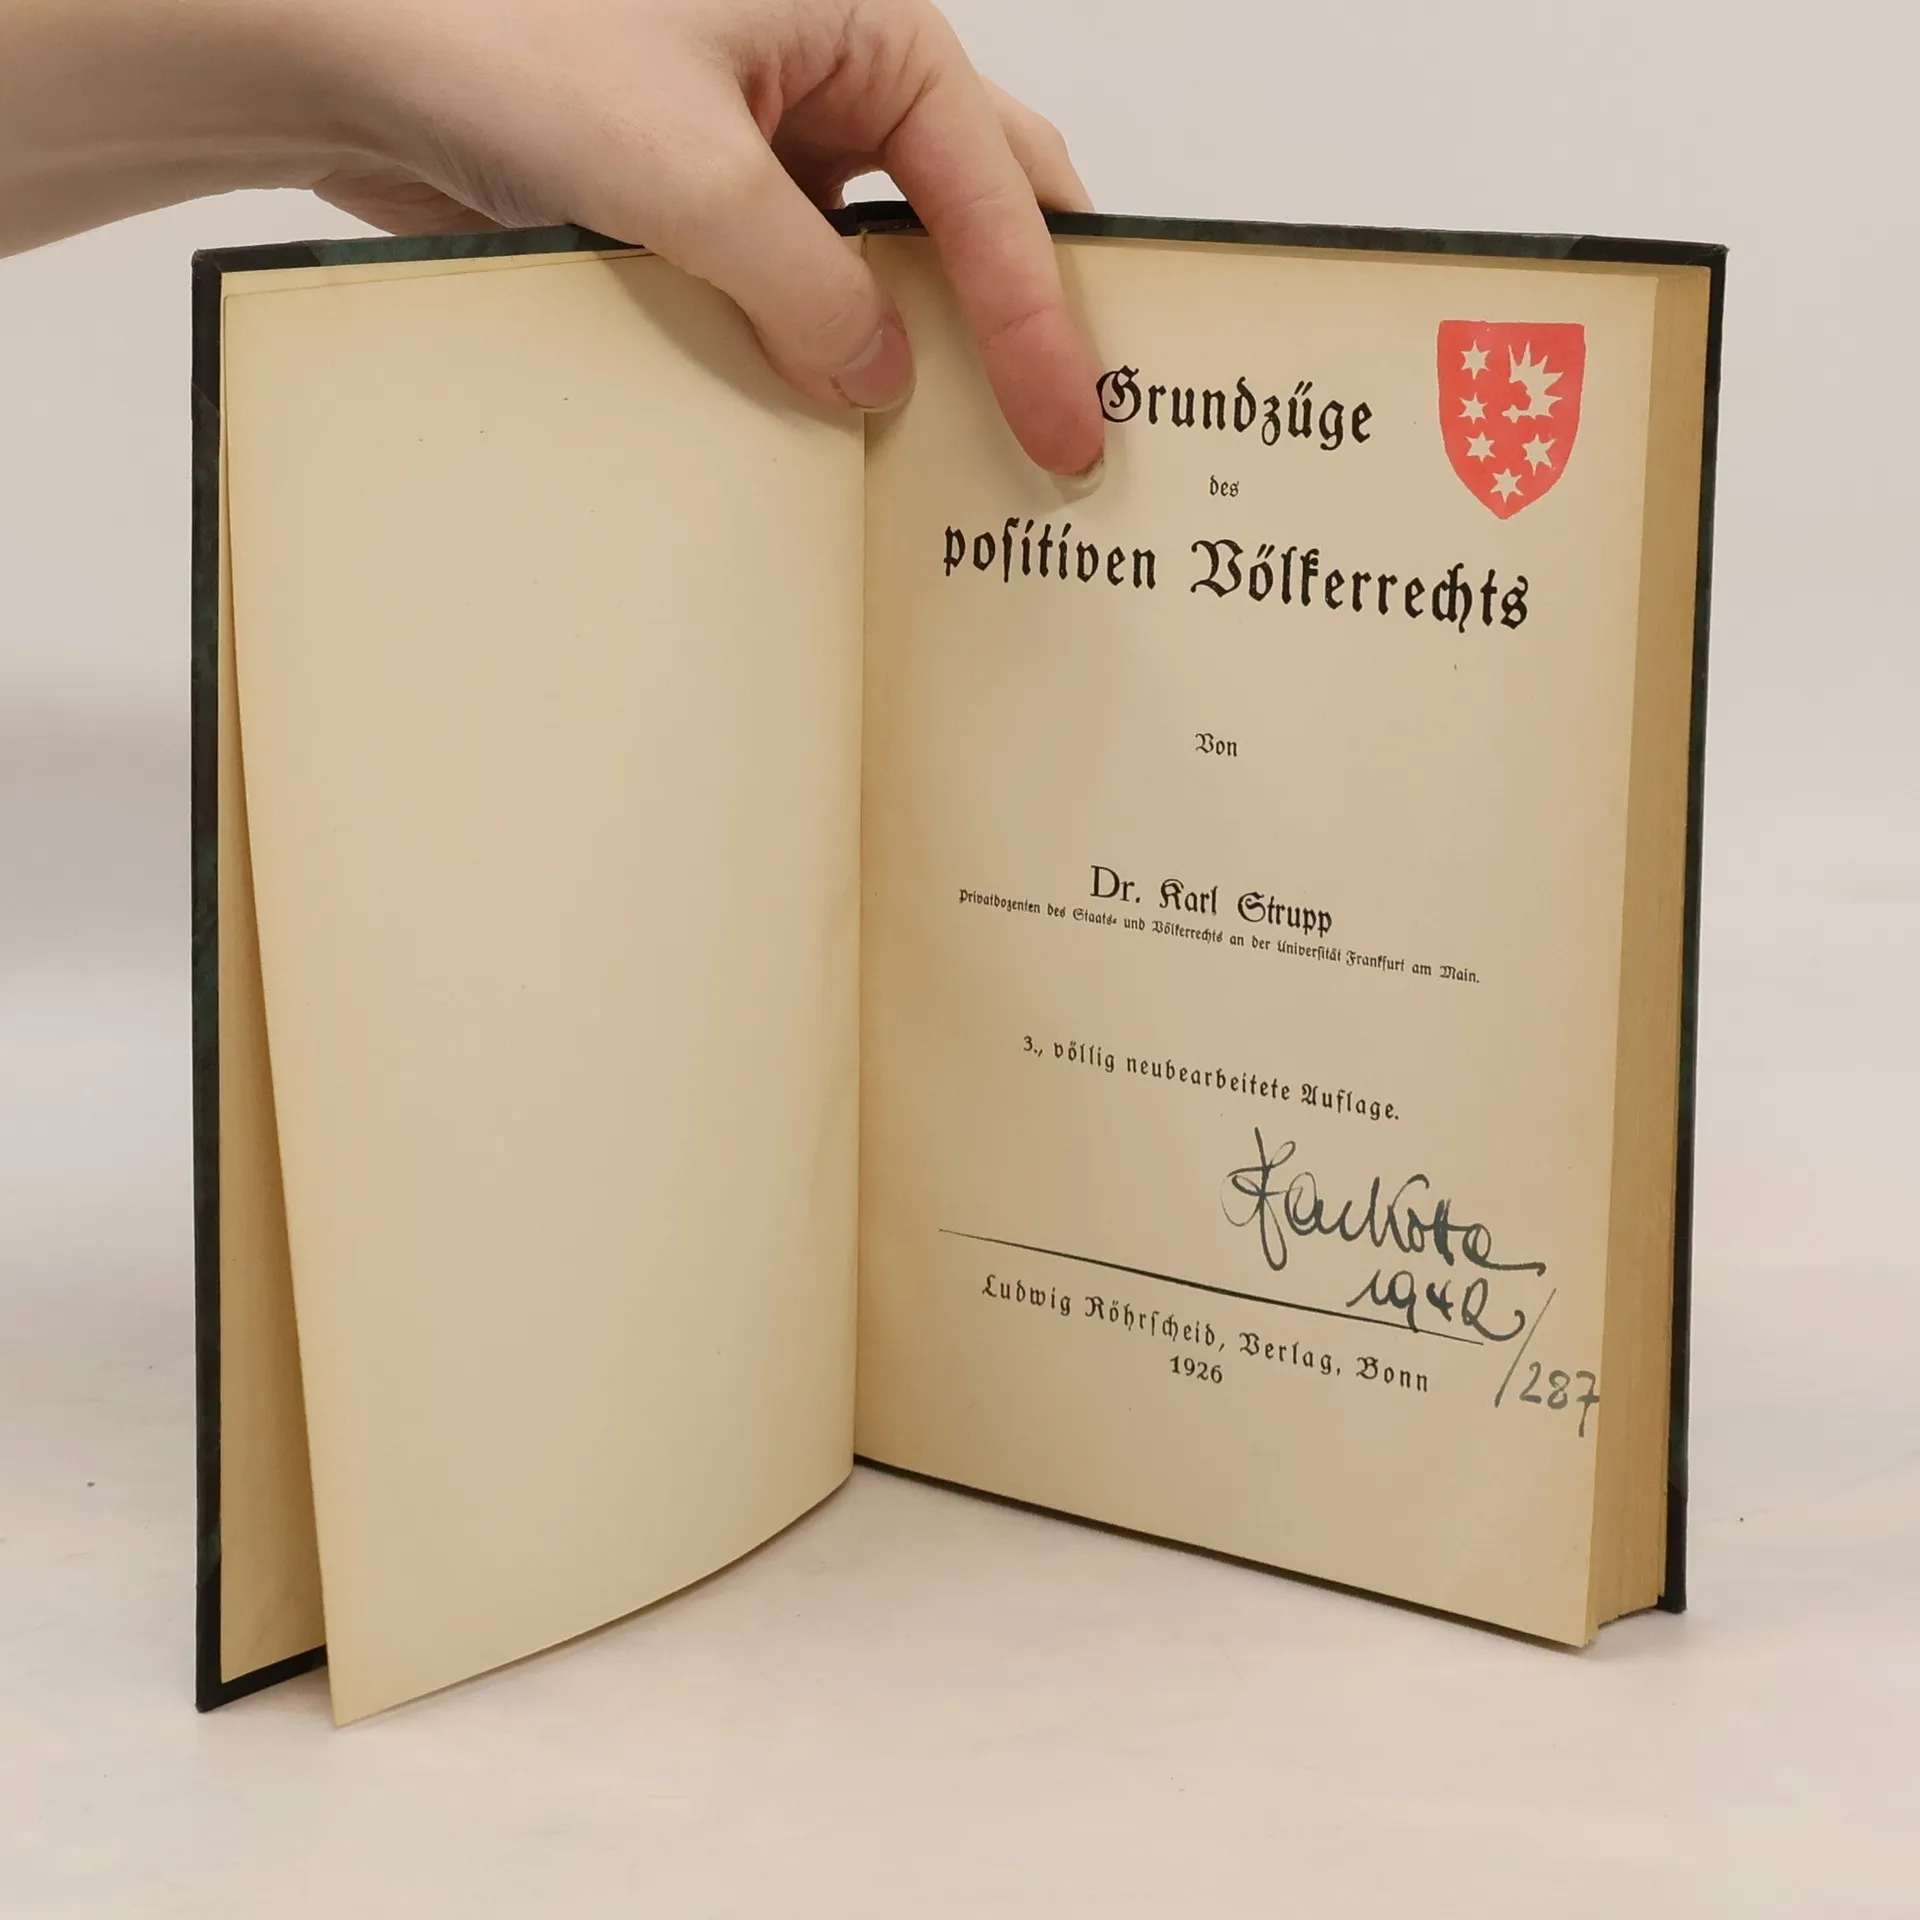 Grundzüge
des
positiven Völkerrechts
Von
Dr. Karl Strupp
Privatdozenten des Staats- und Völkerrechts an der Universität Frankfurt am Main.
3., völlig neubearbeitete Auflage.
1942
Ludwig Röhrscheid, Verlag, Bonn
1926
/287